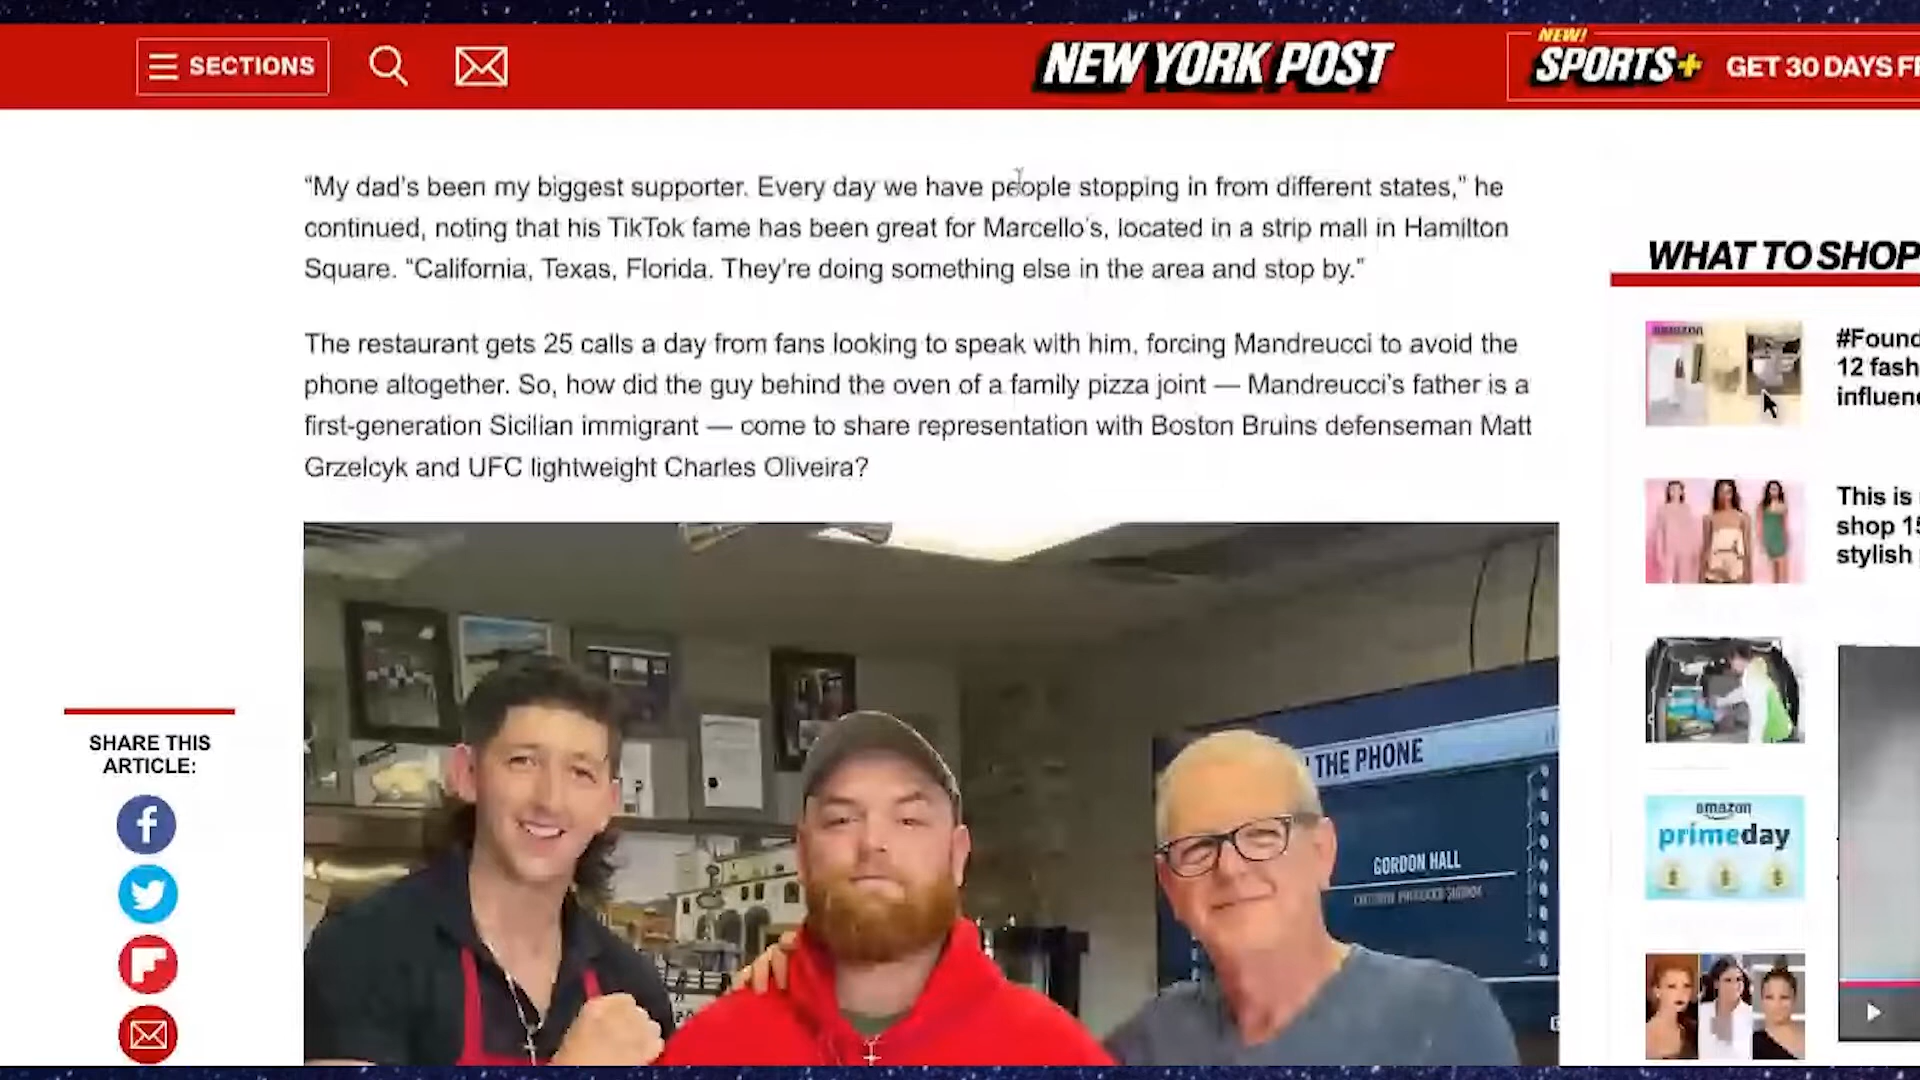 SECTIONS
NEW YORK POST
NEW!
SPORTS+
GET 30 DAYS
“My dad’s been my biggest supporter. Every day we have people stopping in from different states,” he
continued, noting that his TikTok fame has been great for Marcello’s, located in a strip mall in Hamilton
Square. “California, Texas, Florida. They’re doing something else in the area and stop by.”
The restaurant gets 25 calls a day from fans looking to speak with him, forcing Mandreucci to avoid the
phone altogether. So, how did the guy behind the oven of a family pizza joint — Mandreucci’s father is a
first-generation Sicilian immigrant — come to share representation with Boston Bruins defenseman Matt
Grzelcyk and UFC lightweight Charles Oliveira?
THE PHONE
GORDON HALL
SHARE THIS
ARTICLE:
WHAT TO SHOP
amazon
#Found
12 fash
influen
This is
shop 15
stylish
amazon
primeday